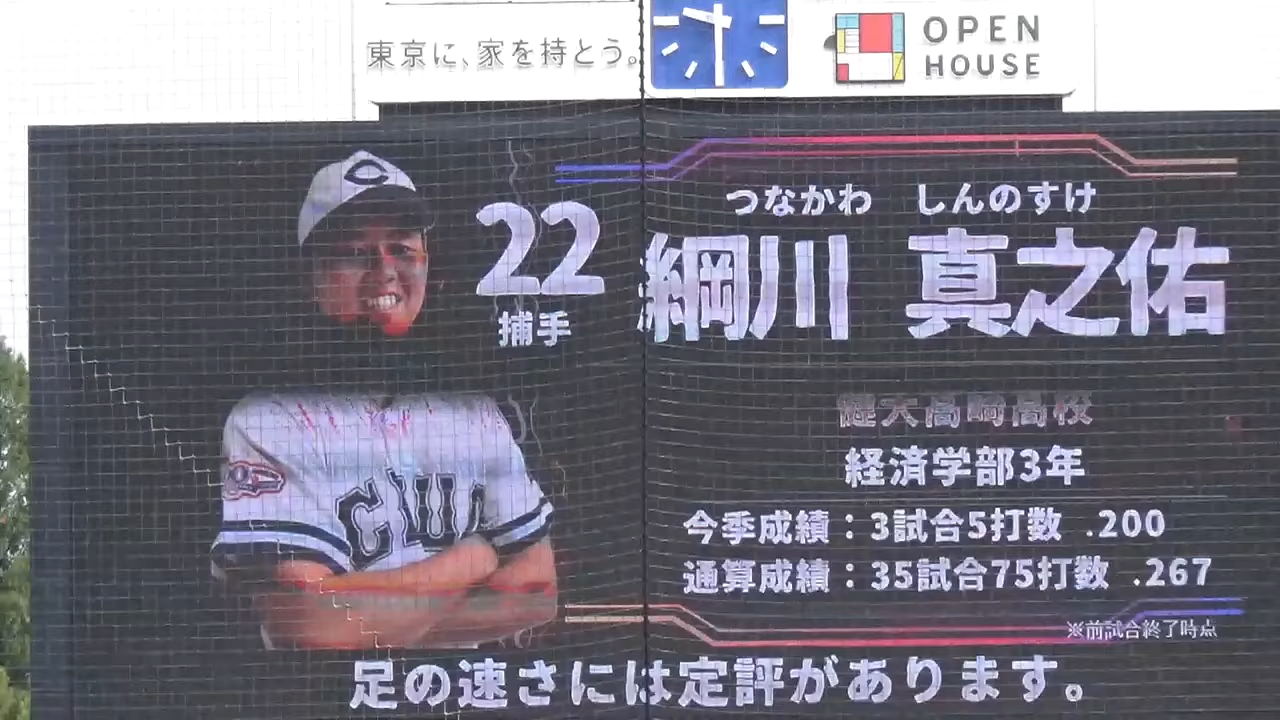 東京に、家を持とう。
OPEN
HOUSE
C
つなかわ しんのすけ
22
綱川 真之佑
捕手
健大高崎高校
経済学部3年
CHUO
今季成績：3試合5打数 .200
通算成績：35試合75打数 .267
※前試合終了時点
足の速さには定評があります。